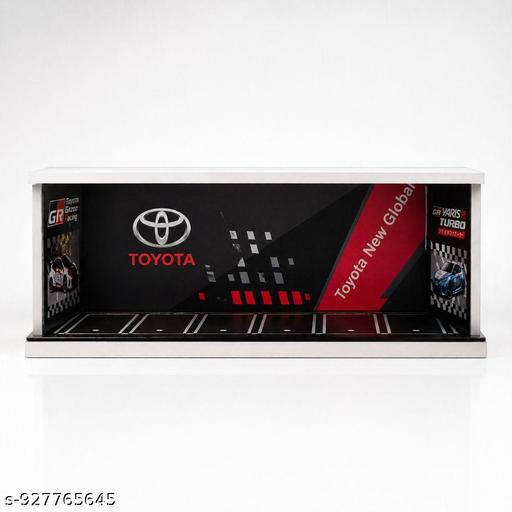 GR
Toyota
Gazoo
Racing
TOYOTA
Toyota New Global
GR YARIS
TURBO
s-927765645